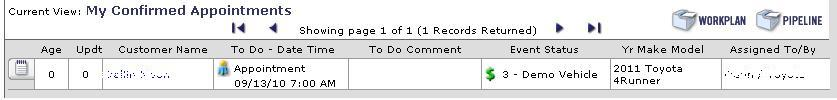 Current View: My Confirmed Appointments
Showing page 1 of 1 (1 Records Returned)
WORKPLAN PIPELINE
Age Updt Customer Name To Do - Date Time To Do Comment Event Status Yr Make Model Assigned To/By
0 0 Appointment 09/13/10 7:00 AM $ 3 - Demo Vehicle 2011 Toyota 4Runner